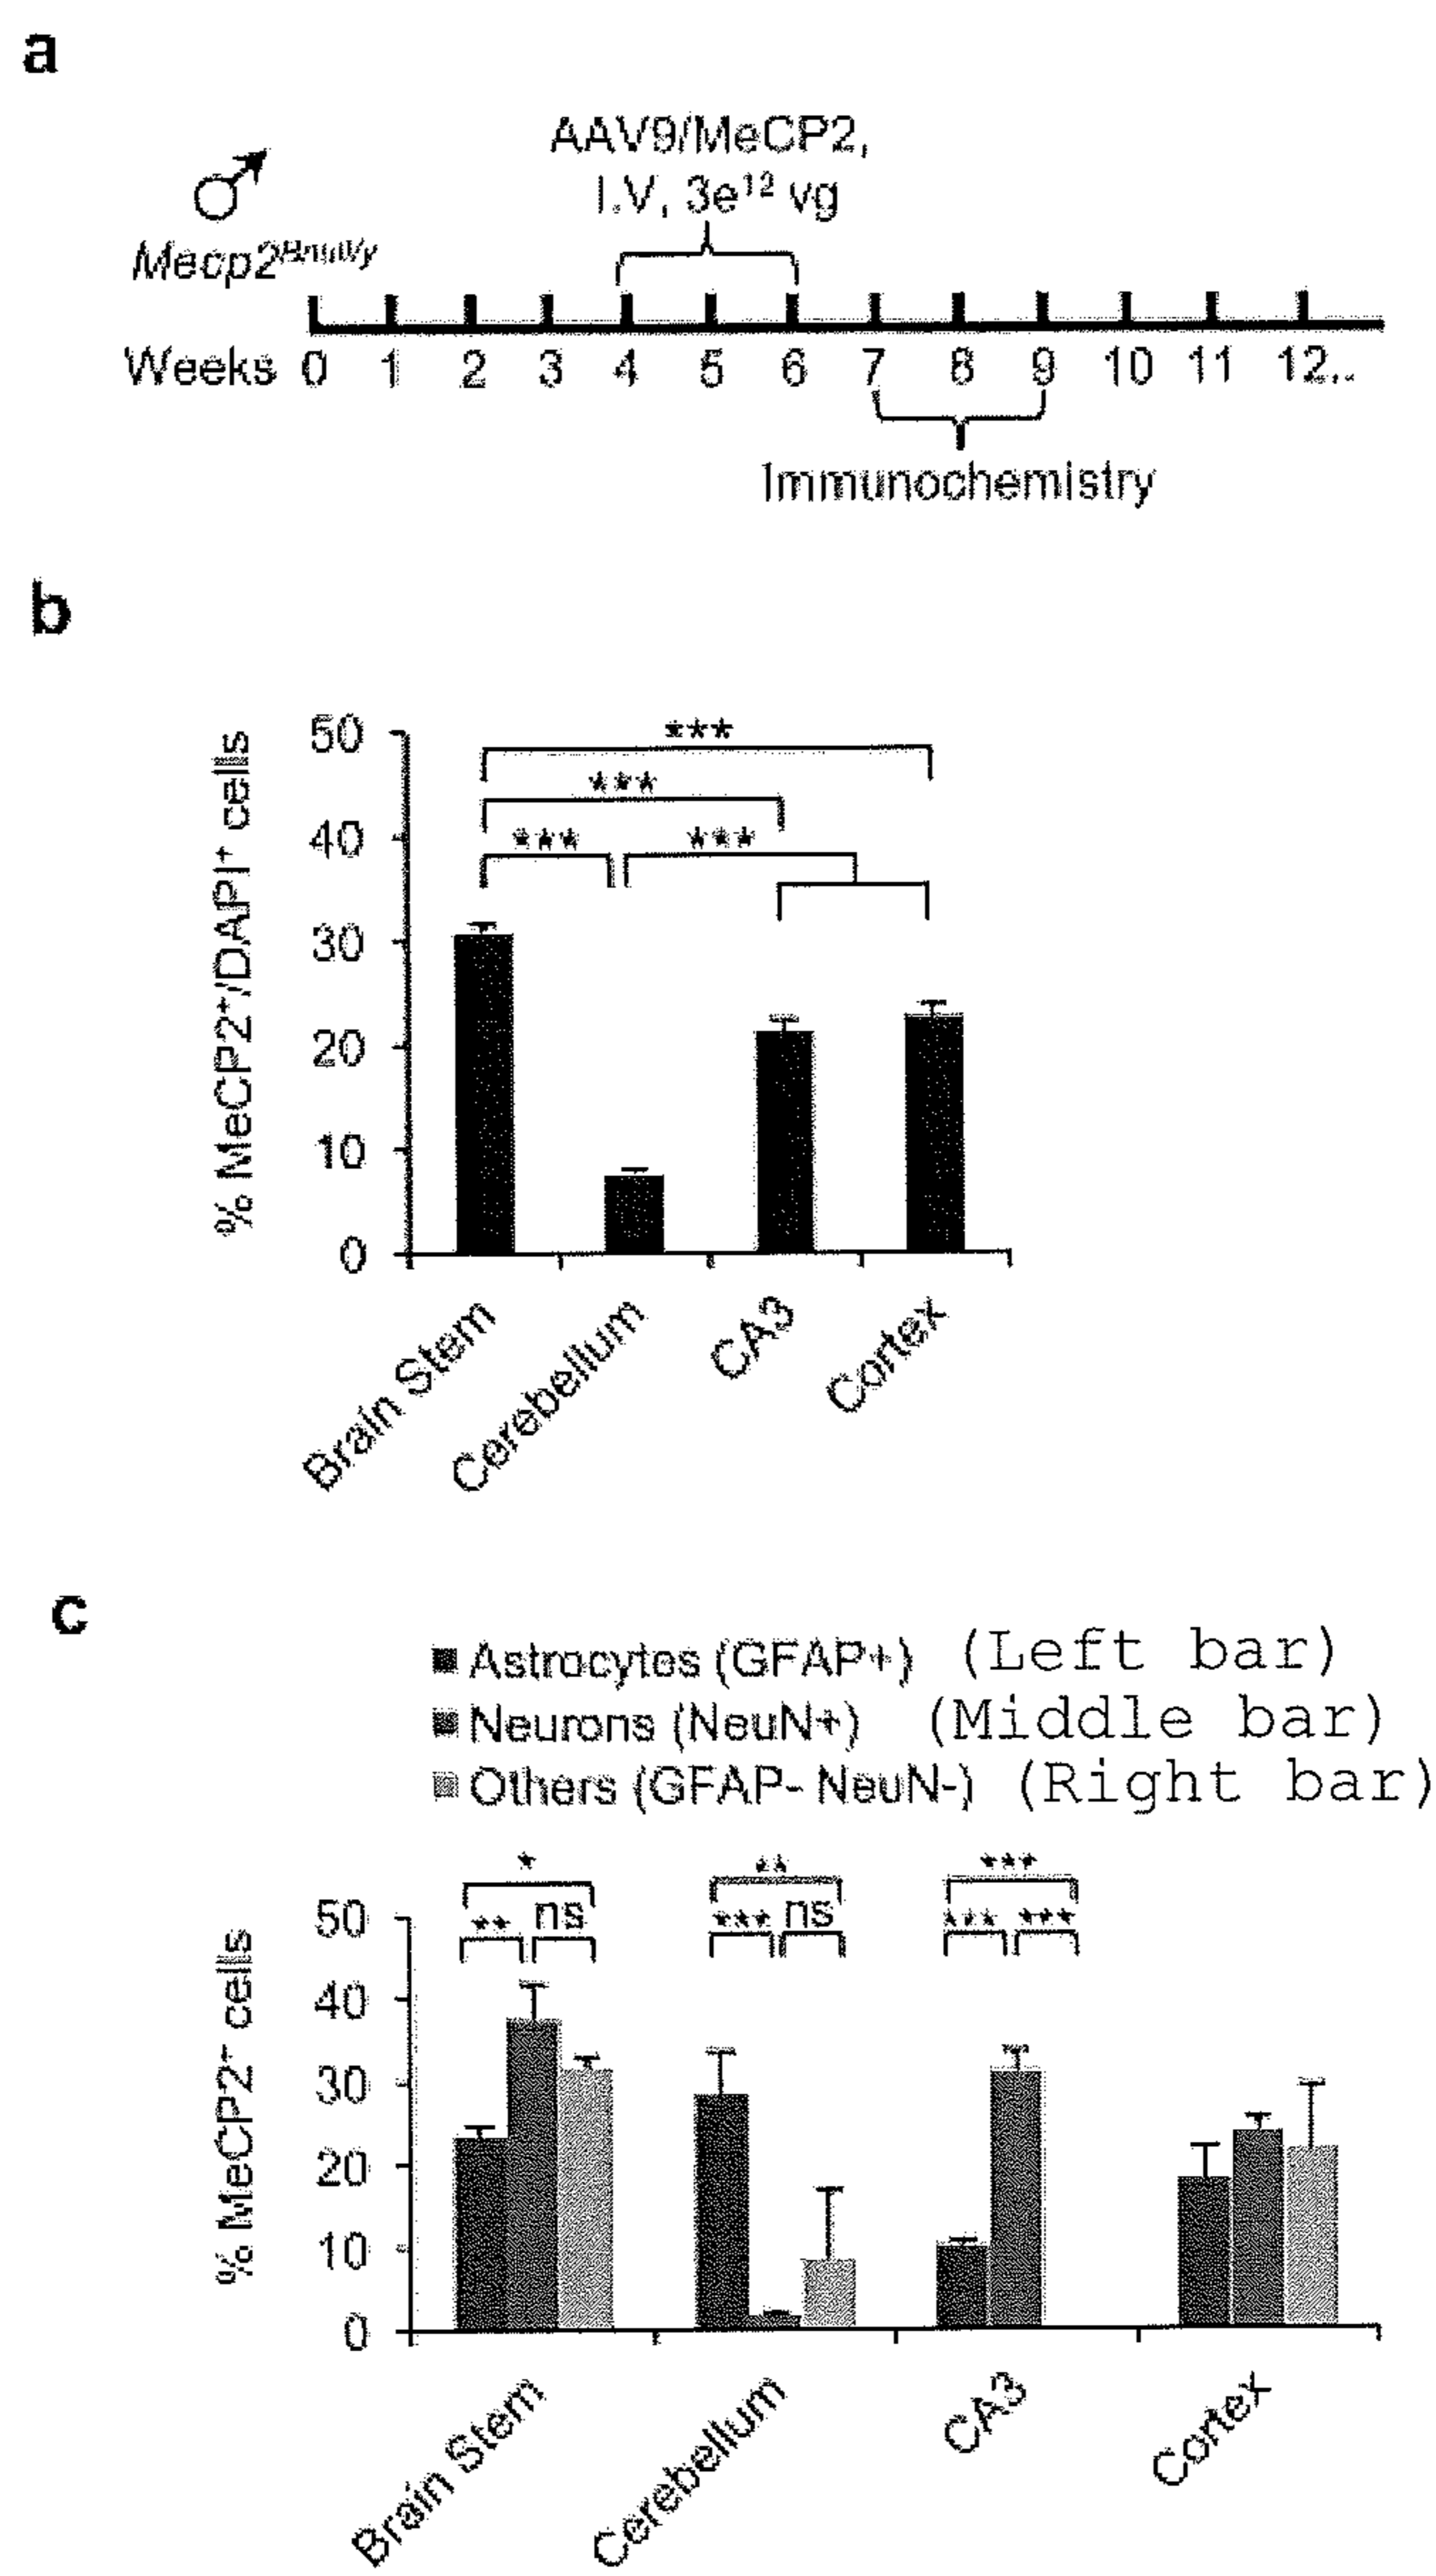 a
AAV9/MeCP2,
I.V, 3e¹² vg
♂
Mecp2ᴮⁿᵘˡˡ/ʸ
Weeks 0 1 2 3 4 5 6 7 8 9 10 11 12..
Immunochemistry
b
% MeCP2⁺/DAPI⁺ cells
50
40
30
20
10
0
***
***
*** ***
Brain Stem
Cerebellum
CA3
Cortex
c
Astrocytes (GFAP+) (Left bar)
Neurons (NeuN+) (Middle bar)
Others (GFAP- NeuN-) (Right bar)
% MeCP2⁺ cells
50
40
30
20
10
0
* ** ***
** ns *** ns *** ***
Brain Stem
Cerebellum
CA3
Cortex